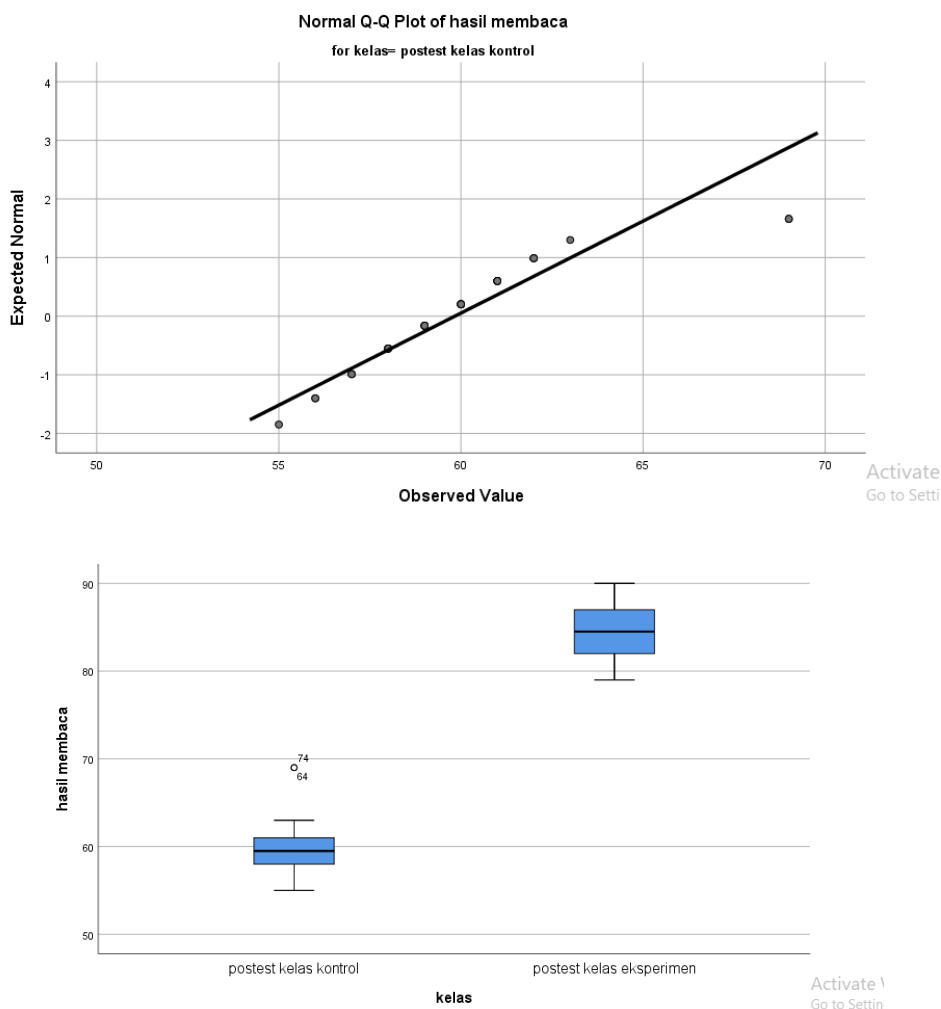 Normal Q-Q Plot of hasil membaca
for kelas= postest kelas kontrol
Expected Normal
4
3
2
1
0
-1
-2
50
55
60
65
70
Observed Value
Activate
Go to Setti
hasil membaca
90
80
70
60
50
74
64
postest kelas kontrol
postest kelas eksperimen
kelas
Activate
Go to Settin